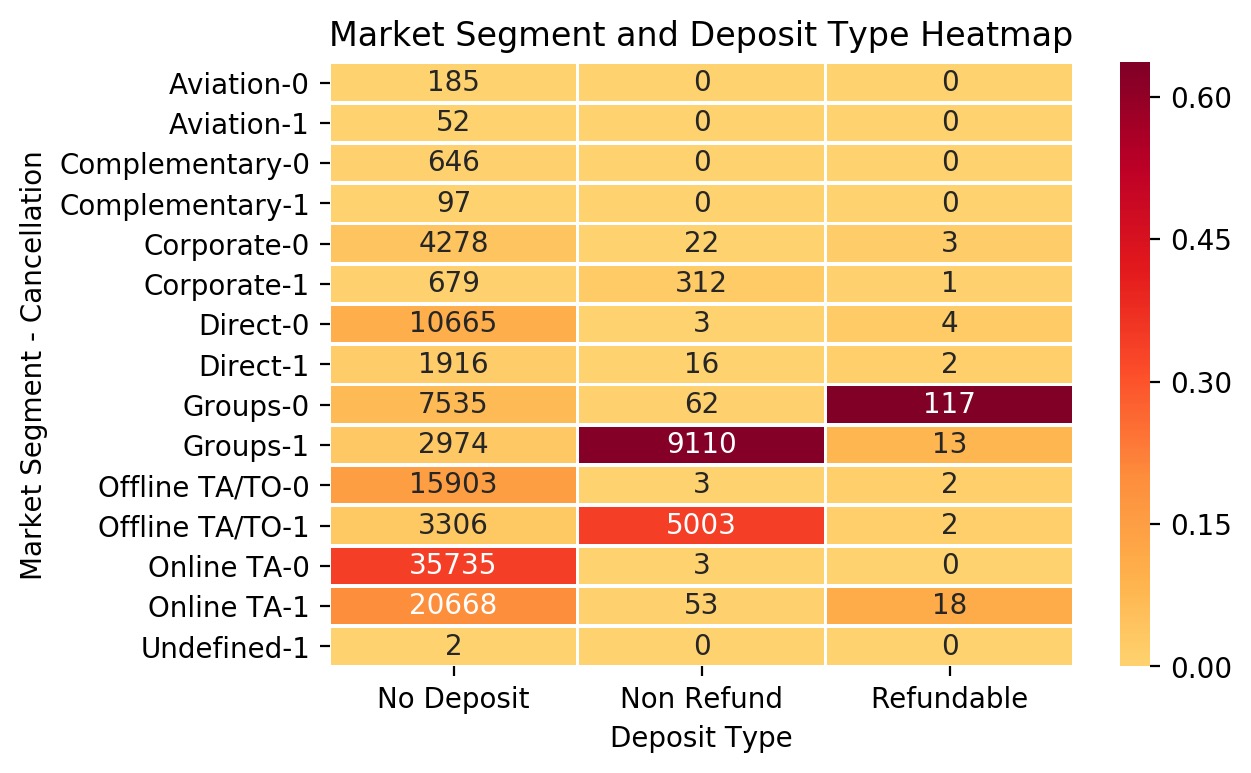 Market Segment and Deposit Type Heatmap
Market Segment - Cancellation
Aviation-0 185 0 0
Aviation-1 52 0 0
Complementary-0 646 0 0
Complementary-1 97 0 0
Corporate-0 4278 22 3
Corporate-1 679 312 1
Direct-0 10665 3 4
Direct-1 1916 16 2
Groups-0 7535 62 117
Groups-1 2974 9110 13
Offline TA/TO-0 15903 3 2
Offline TA/TO-1 3306 5003 2
Online TA-0 35735 3 0
Online TA-1 20668 53 18
Undefined-1 2 0 0
No Deposit Non Refund Refundable
Deposit Type
0.60
0.45
0.30
0.15
0.00